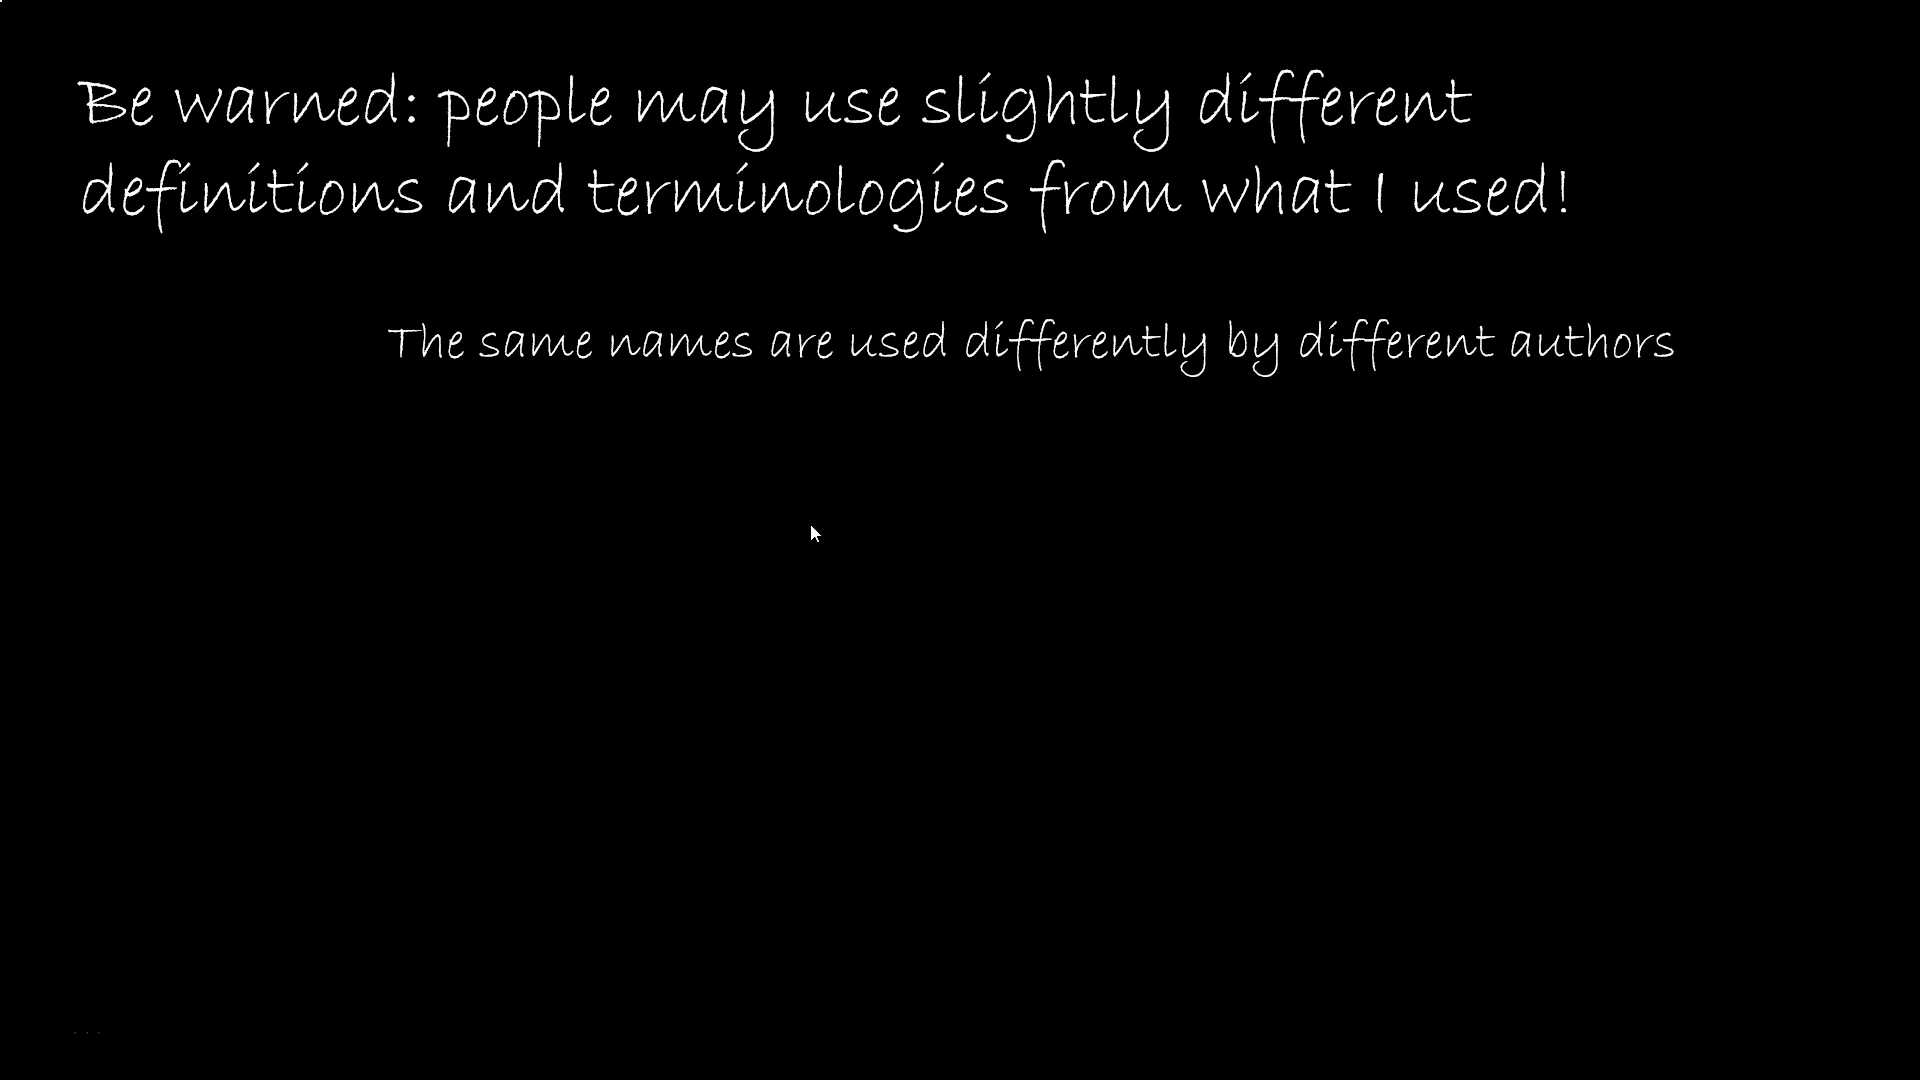 Be warned: people may use slightly different
definitions and terminologies from what I used!
The same names are used differently by different authors
. . .